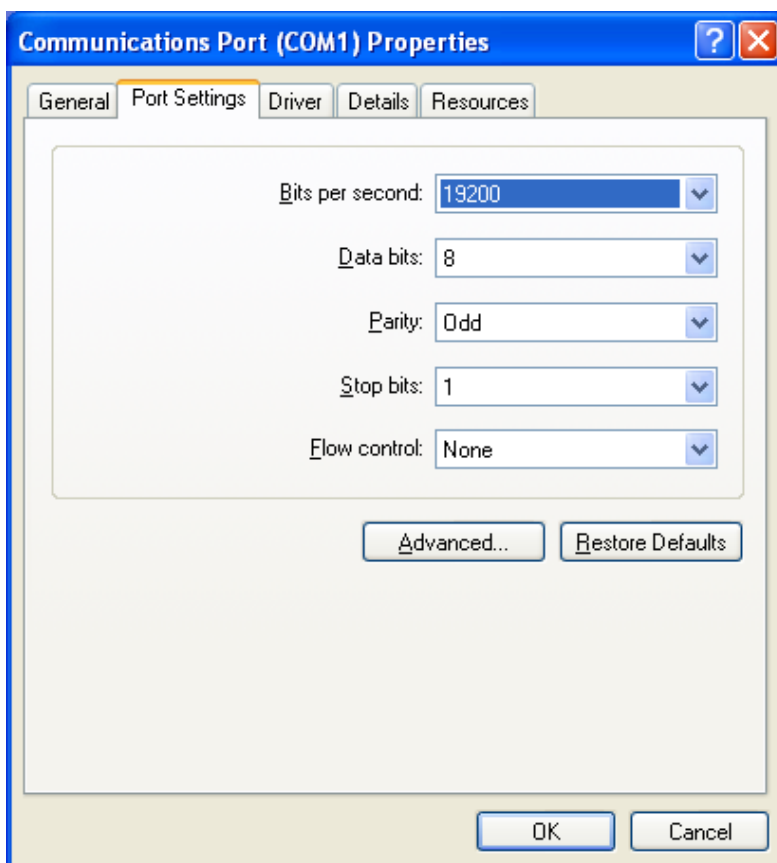 Communications Port (COM1) Properties
General Port Settings Driver Details Resources
Bits per second: 19200
Data bits: 8
Parity: Odd
Stop bits: 1
Flow control: None
Advanced... Restore Defaults
OK Cancel